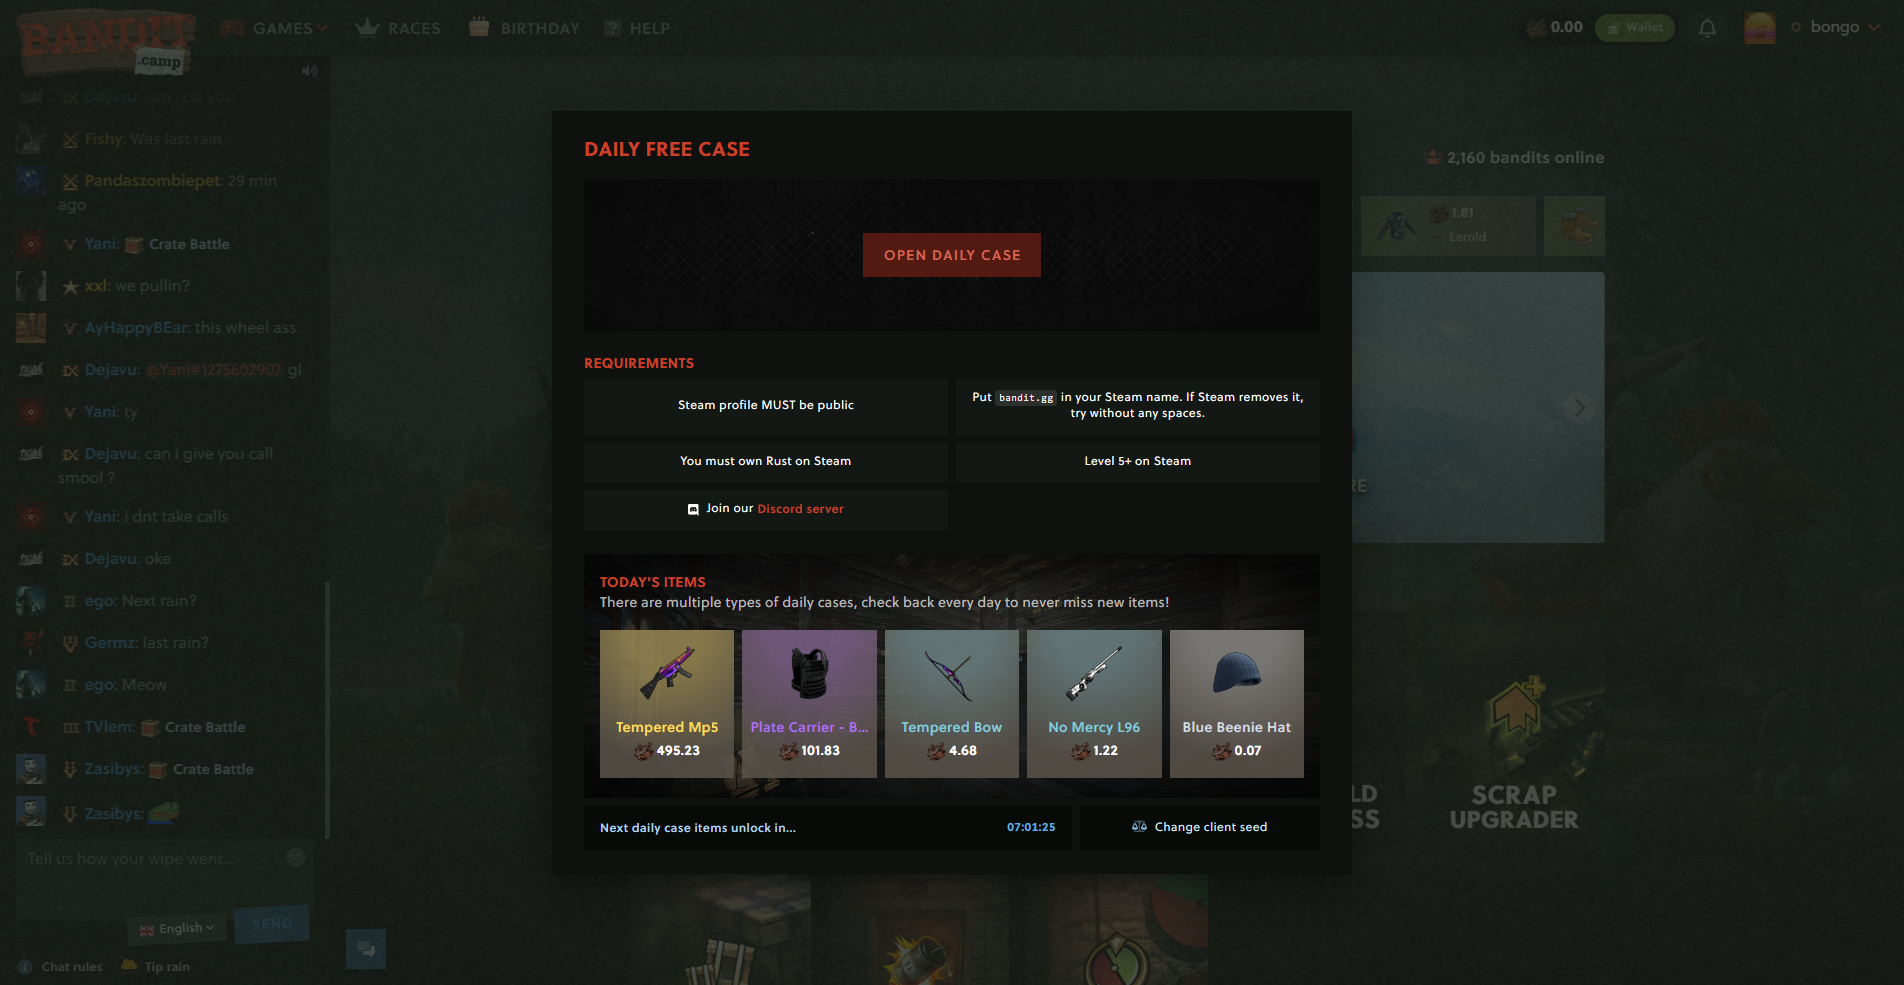 BANDIT
.camp
GAMES
RACES
BIRTHDAY
HELP
0.00
Wallet
bongo
Dejavu: can i cal you
Fishy: Was last rain
Pandaszombiepet: 29 min
ago
Yani: Crate Battle
xxl: we pullin?
AyHappyBEar: this wheel ass
Dejavu: @Yani#1275602907 gl
Yani: ty
Dejavu: can i give you call
smool ?
Yani: i dnt take calls
Dejavu: oke
ego: Next rain?
Germz: last rain?
ego: Meow
TVlem: Crate Battle
Zasibys: Crate Battle
Zasibys:
Tell us how your wipe went...
English
SEND
Chat rules
Tip rain
2,160 bandits online
1.81
Larold
DAILY FREE CASE
OPEN DAILY CASE
REQUIREMENTS
Steam profile MUST be public
Put bandit.gg in your Steam name. If Steam removes it,
try without any spaces.
You must own Rust on Steam
Level 5+ on Steam
Join our Discord server
TODAY'S ITEMS
There are multiple types of daily cases, check back every day to never miss new items!
Tempered Mp5
495.23
Plate Carrier - B...
101.83
Tempered Bow
4.68
No Mercy L96
1.22
Blue Beenie Hat
0.07
Next daily case items unlock in...
07:01:25
Change client seed
RE
LD
SS
SCRAP
UPGRADER